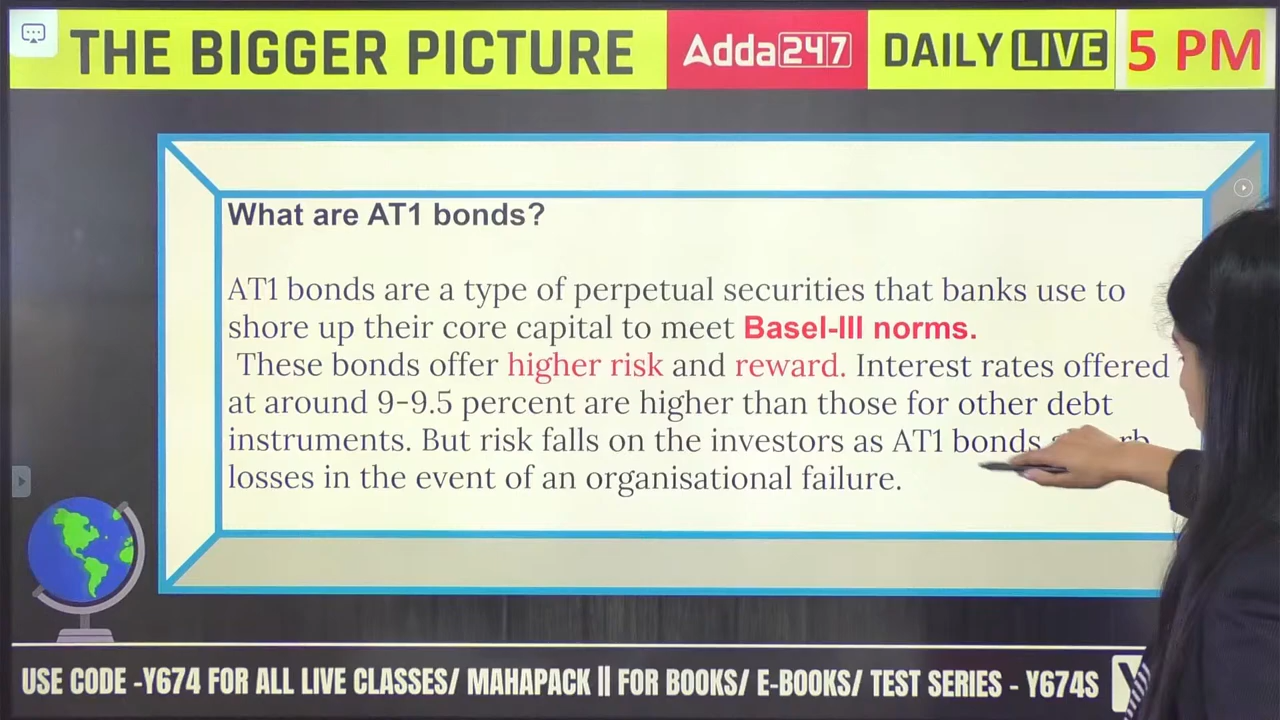 THE BIGGER PICTURE Adda247 DAILY LIVE 5 PM
What are AT1 bonds?
AT1 bonds are a type of perpetual securities that banks use to
shore up their core capital to meet Basel-III norms.
These bonds offer higher risk and reward. Interest rates offered
at around 9-9.5 percent are higher than those for other debt
instruments. But risk falls on the investors as AT1 bonds
losses in the event of an organisational failure.
USE CODE -Y674 FOR ALL LIVE CLASSES/ MAHAPACK || FOR BOOKS/ E-BOOKS/ TEST SERIES - Y674S